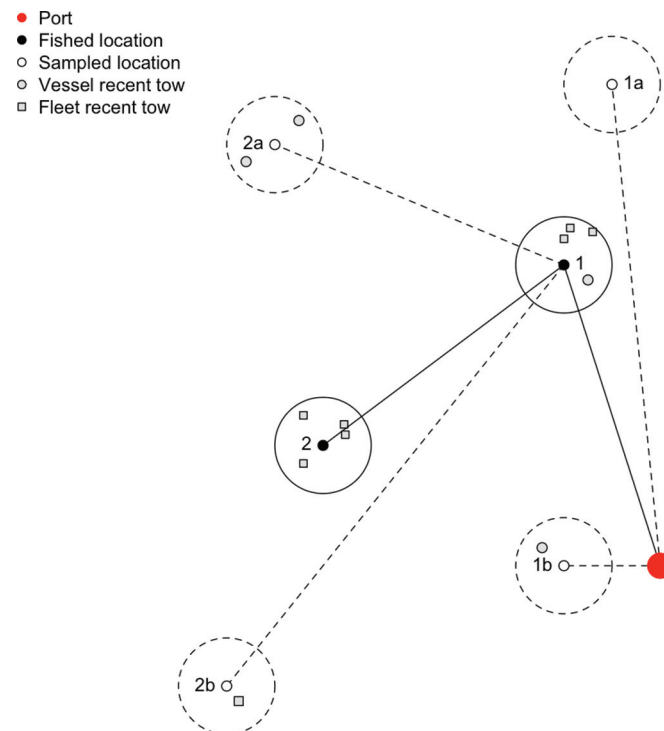 Port
Fished location
Sampled location
Vessel recent tow
Fleet recent tow
1a
2a
1
2
1b
2b